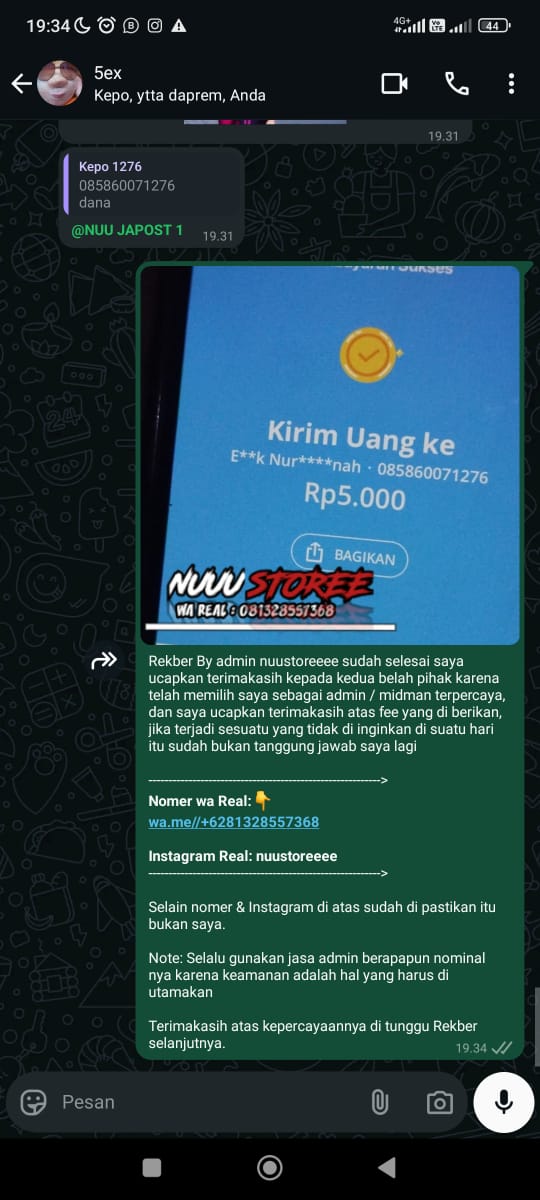 19:34
4G+
Vo
LTE
44
5ex
Kepo, ytta daprem, Anda
19.31
Kepo 1276
085860071276
dana
@NUU JAPOST 1
19.31
Sukses
Kirim Uang ke
E**k Nur****nah · 085860071276
Rp5.000
BAGIKAN
NUUU STOREE
WA REAL : 081328557368
Rekber By admin nuustoreeee sudah selesai saya
ucapkan terimakasih kepada kedua belah pihak karena
telah memilih saya sebagai admin / midman terpercaya,
dan saya ucapkan terimakasih atas fee yang di berikan,
jika terjadi sesuatu yang tidak di inginkan di suatu hari
itu sudah bukan tanggung jawab saya lagi
---------------------------------------------------------->
Nomer wa Real:👇
wa.me//+6281328557368
Instagram Real: nuustoreeee
---------------------------------------------------------->
Selain nomer & Instagram di atas sudah di pastikan itu
bukan saya.
Note: Selalu gunakan jasa admin berapapun nominal
nya karena keamanan adalah hal yang harus di
utamakan
Terimakasih atas kepercayaannya di tunggu Rekber
selanjutnya.
19.34
Pesan